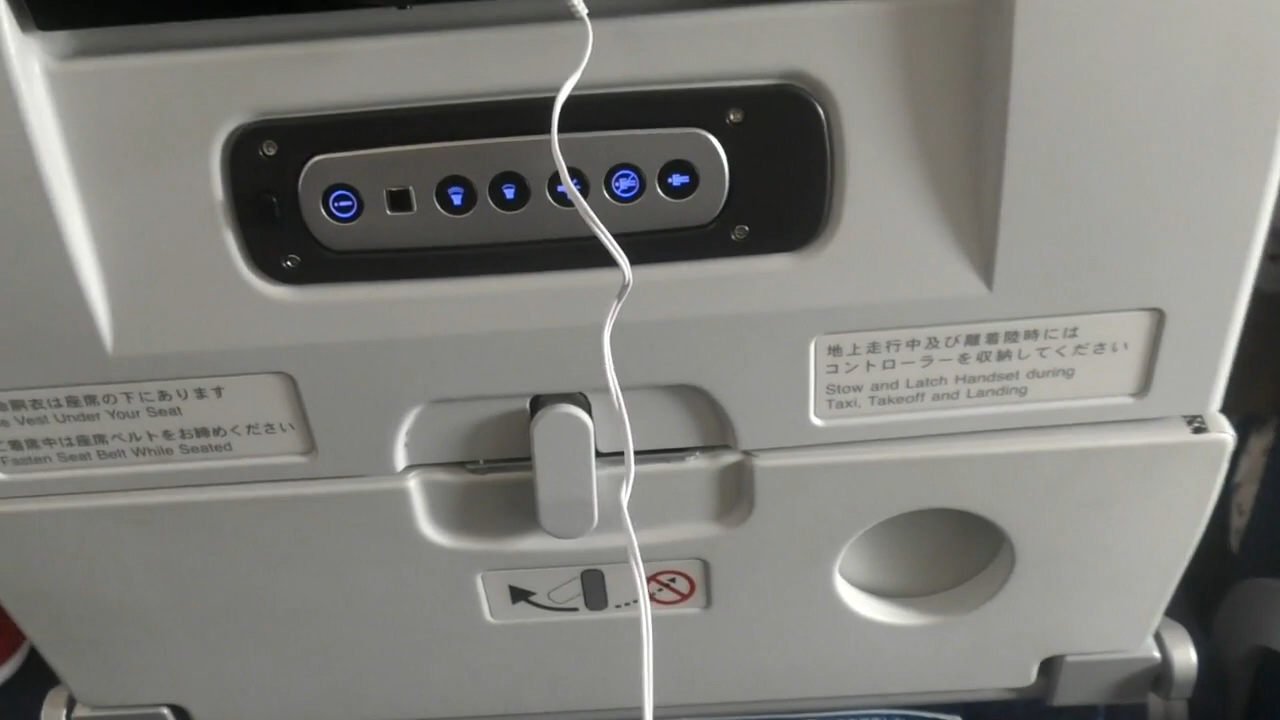 胴衣は座席の下にあります
Vest Under Your Seat
着席中は座席ベルトをお締めください
Fasten Seat Belt While Seated
地上走行中及び離着陸時には
コントローラーを収納してください
Stow and Latch Handset during
Taxi, Takeoff and Landing